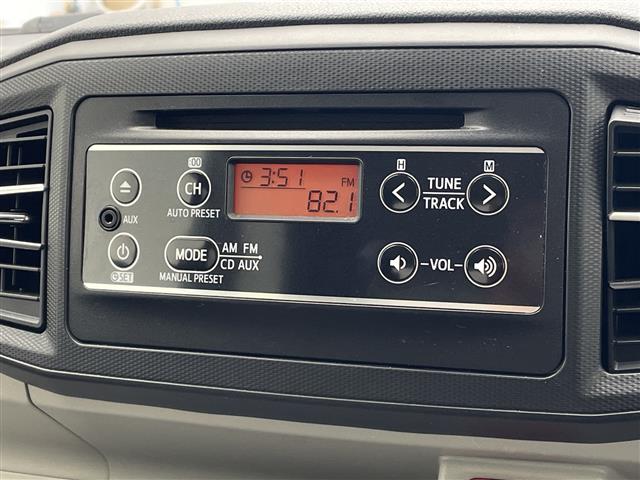 :00
H
M
CH
3:51
FM
82.1
TUNE
TRACK
AUX
AUTO PRESET
MODE
AM FM
CD AUX
VOL
SET
MANUAL PRESET